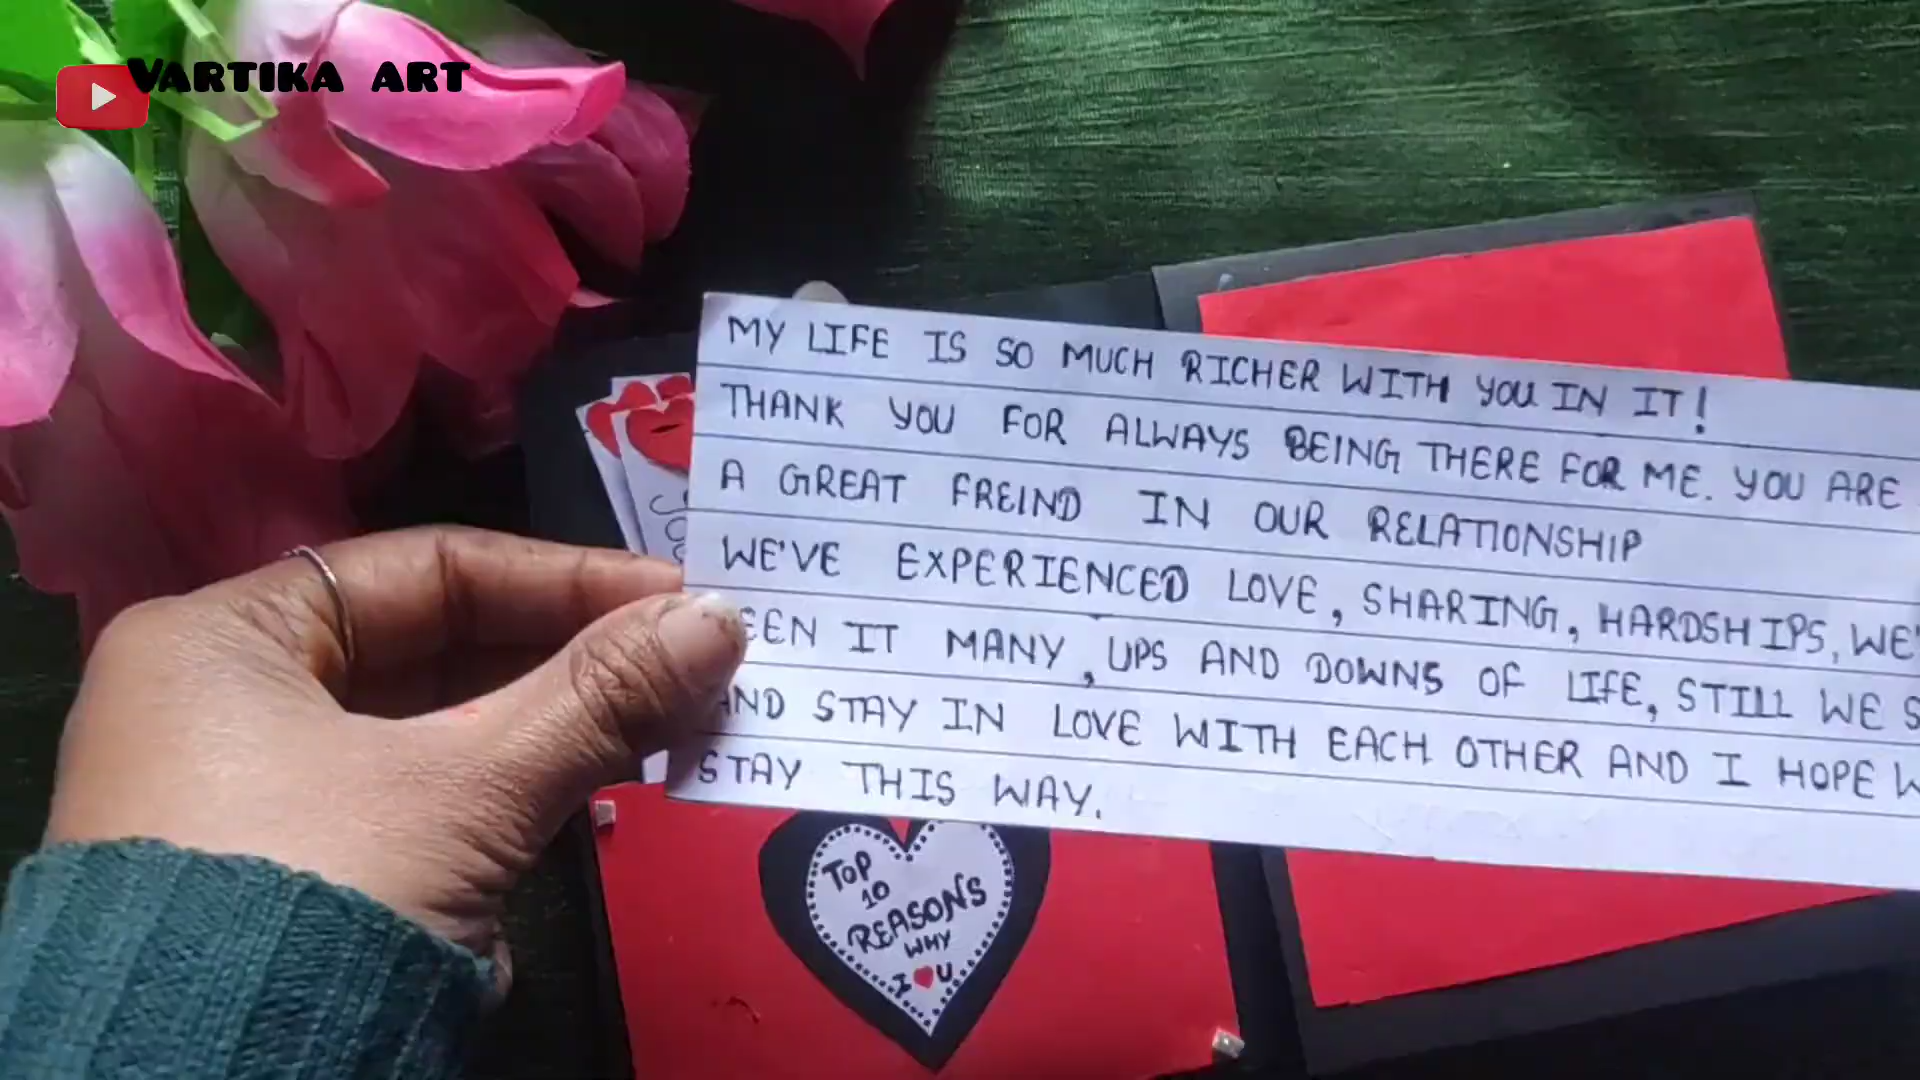 VARTIKA ART
MY LIFE IS SO MUCH RICHER WITH YOU IN IT!
THANK YOU FOR ALWAYS BEING THERE FOR ME. YOU ARE
A GREAT FREIND IN OUR RELATIONSHIP
WE'VE EXPERIENCED LOVE, SHARING, HARDSHIPS, WE'
EEN IT MANY, UPS AND DOWNS OF LIFE, STILL WE S
AND STAY IN LOVE WITH EACH OTHER AND I HOPE W
STAY THIS WAY.
TOP
10
REASONS
WHY
I ♥ U